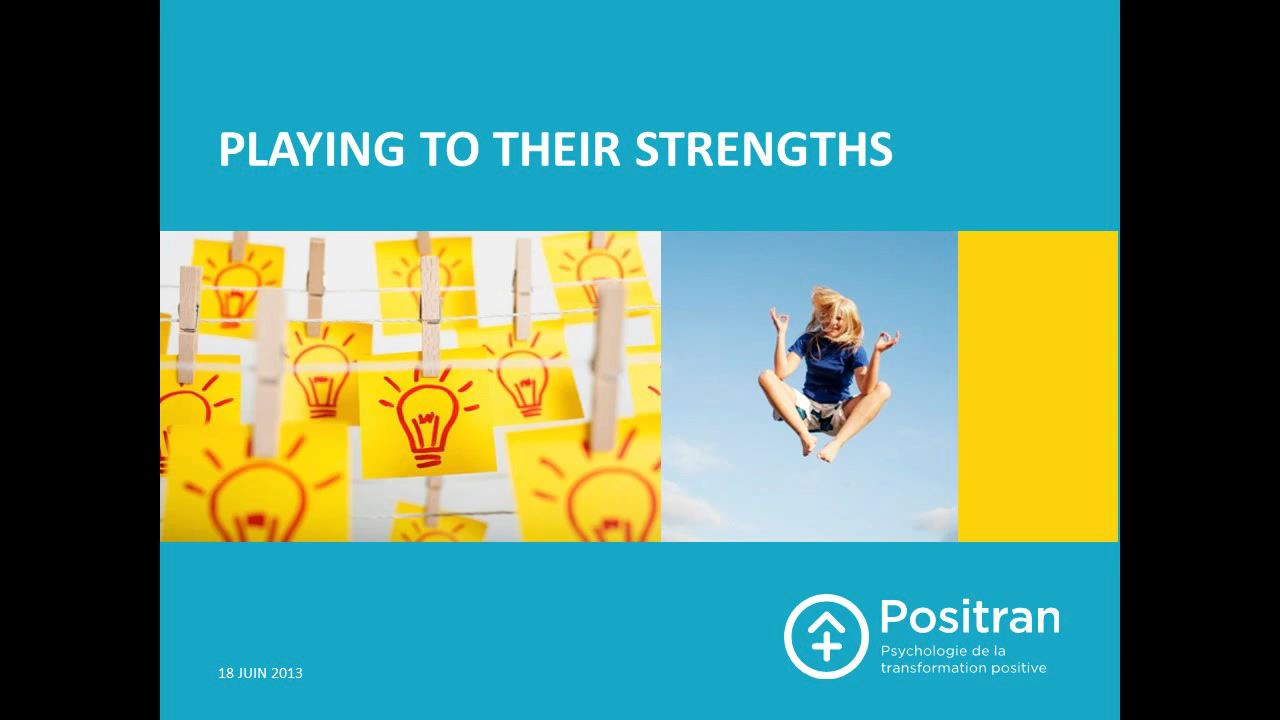 PLAYING TO THEIR STRENGTHS
18 JUIN 2013
Positran
Psychologie de la
transformation positive